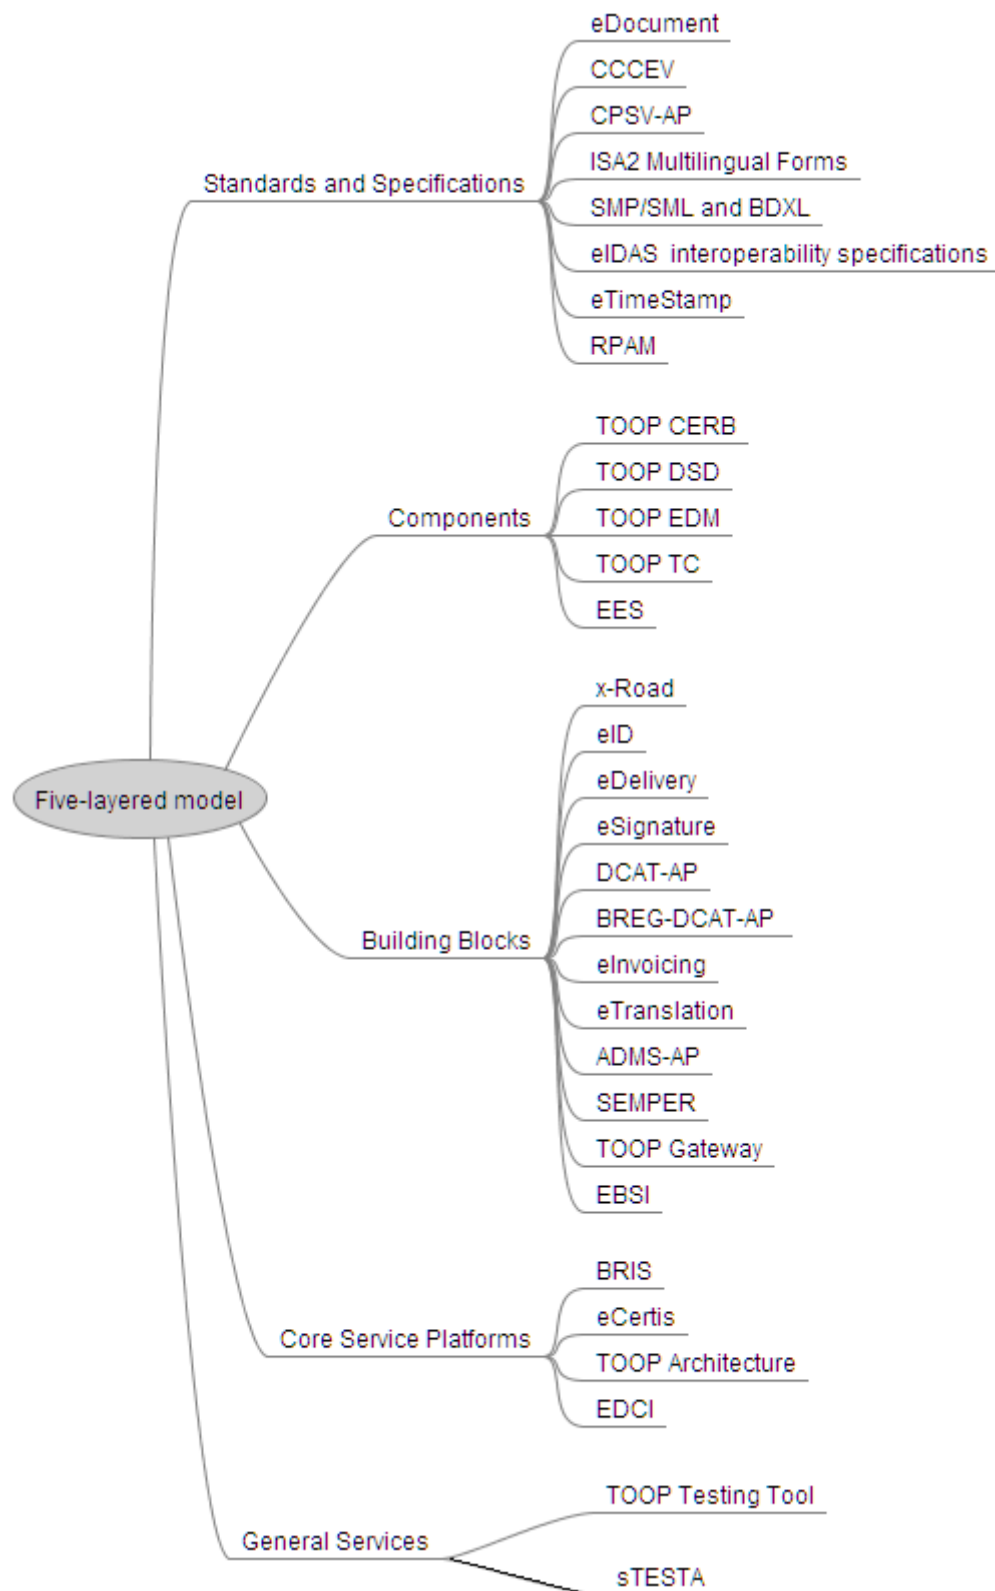 eDocument
CCCEV
CPSV-AP
ISA2 Multilingual Forms
Standards and Specifications
SMP/SML and BDXL
eIDAS interoperability specifications
eTimeStamp
RPAM
TOOP CERB
TOOP DSD
Components
TOOP EDM
TOOP TC
EES
x-Road
eID
eDelivery
Five-layered model
eSignature
DCAT-AP
BREG-DCAT-AP
Building Blocks
eInvoicing
eTranslation
ADMS-AP
SEMPER
TOOP Gateway
EBSI
BRIS
eCertis
Core Service Platforms
TOOP Architecture
EDCI
TOOP Testing Tool
General Services
sTESTA